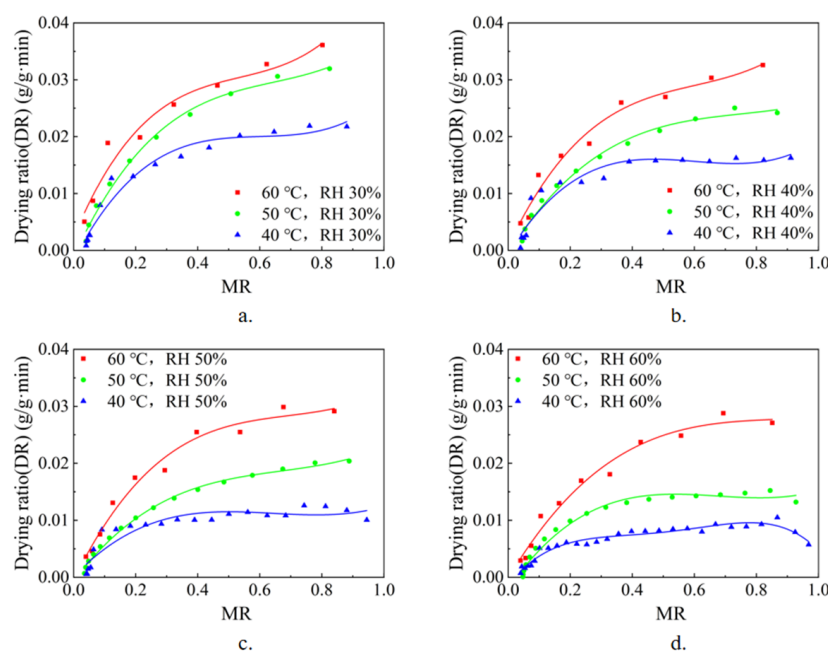 0.04
0.03
0.02
0.01
0.00
Drying ratio(DR) (g/g·min)
60 ℃，RH 30%
50 ℃，RH 30%
40 ℃，RH 30%
0.0 0.2 0.4 0.6 0.8 1.0
MR
a.
0.04
0.03
0.02
0.01
0.00
Drying ratio(DR) (g/g·min)
60 ℃，RH 40%
50 ℃，RH 40%
40 ℃，RH 40%
0.0 0.2 0.4 0.6 0.8 1.0
MR
b.
0.04
0.03
0.02
0.01
0.00
Drying ratio(DR) (g/g·min)
60 ℃，RH 50%
50 ℃，RH 50%
40 ℃，RH 50%
0.0 0.2 0.4 0.6 0.8 1.0
MR
c.
0.04
0.03
0.02
0.01
0.00
Drying ratio(DR) (g/g·min)
60 ℃，RH 60%
50 ℃，RH 60%
40 ℃，RH 60%
0.0 0.2 0.4 0.6 0.8 1.0
MR
d.